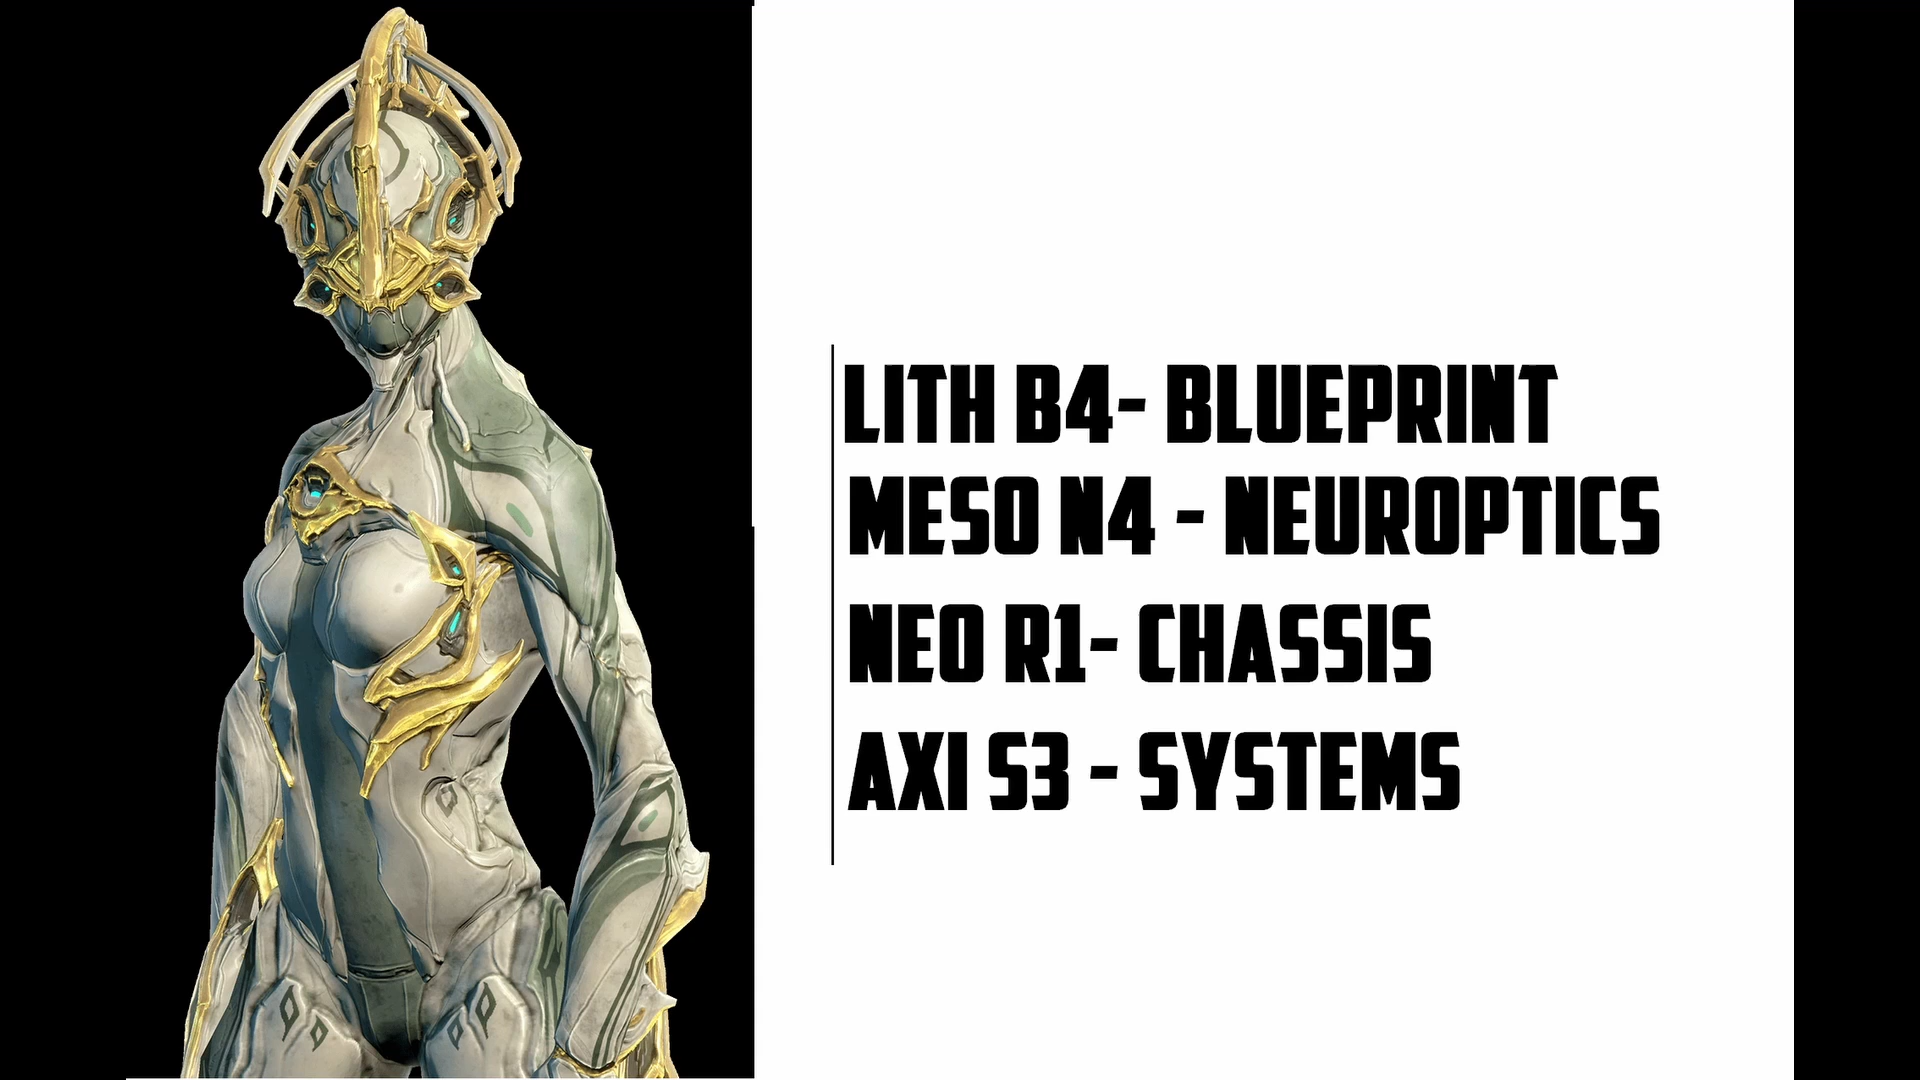 LITH B4- BLUEPRINT
MESO N4 - NEUROPTICS
NEO R1- CHASSIS
AXI S3 - SYSTEMS